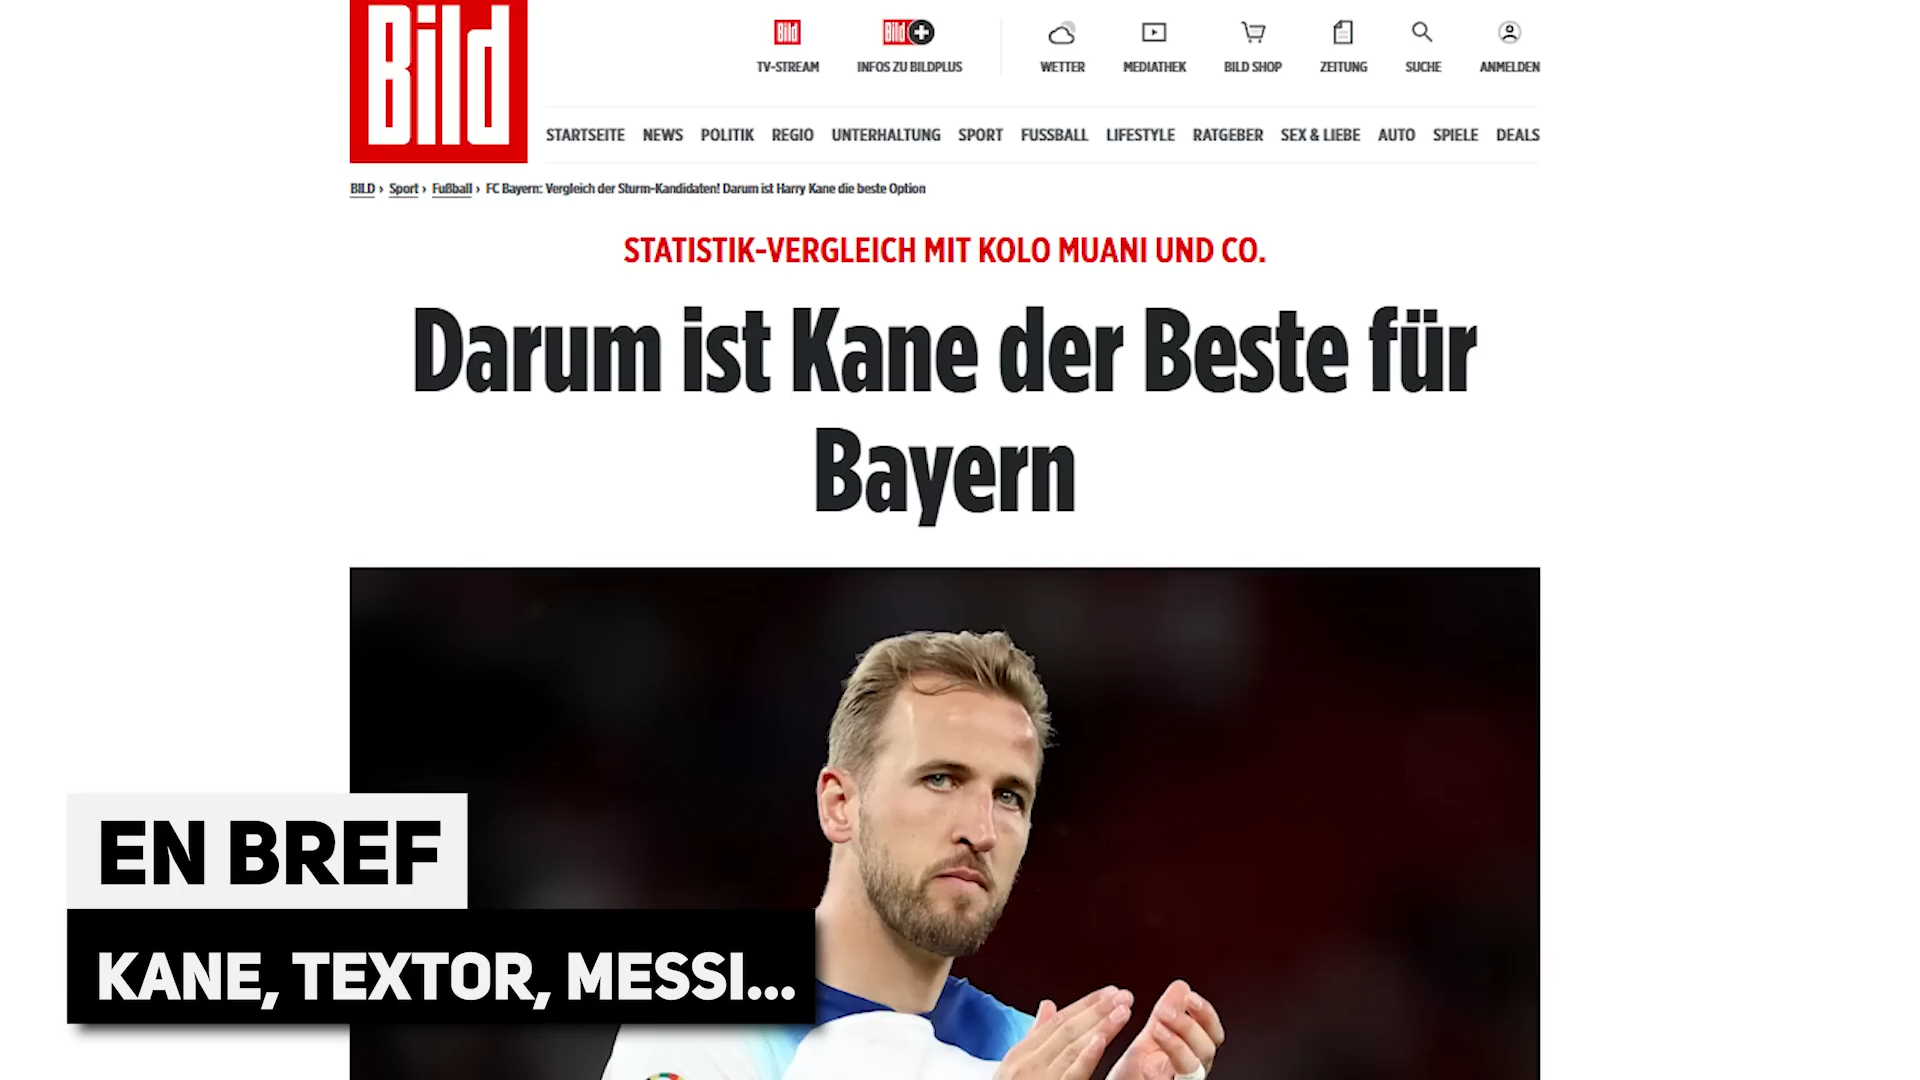 Bild
Bild
Bild
TV-STREAM
INFOS ZU BILDPLUS
WETTER
MEDIATHEK
BILD SHOP
ZEITUNG
SUCHE
ANMELDEN
STARTSEITE NEWS POLITIK REGIO UNTERHALTUNG SPORT FUSSBALL LIFESTYLE RATGEBER SEX & LIEBE AUTO SPIELE DEALS
BILD › Sport › Fußball › FC Bayern: Vergleich der Sturm-Kandidaten! Darum ist Harry Kane die beste Option
STATISTIK-VERGLEICH MIT KOLO MUANI UND CO.
Darum ist Kane der Beste für
Bayern
EN BREF
KANE, TEXTOR, MESSI...